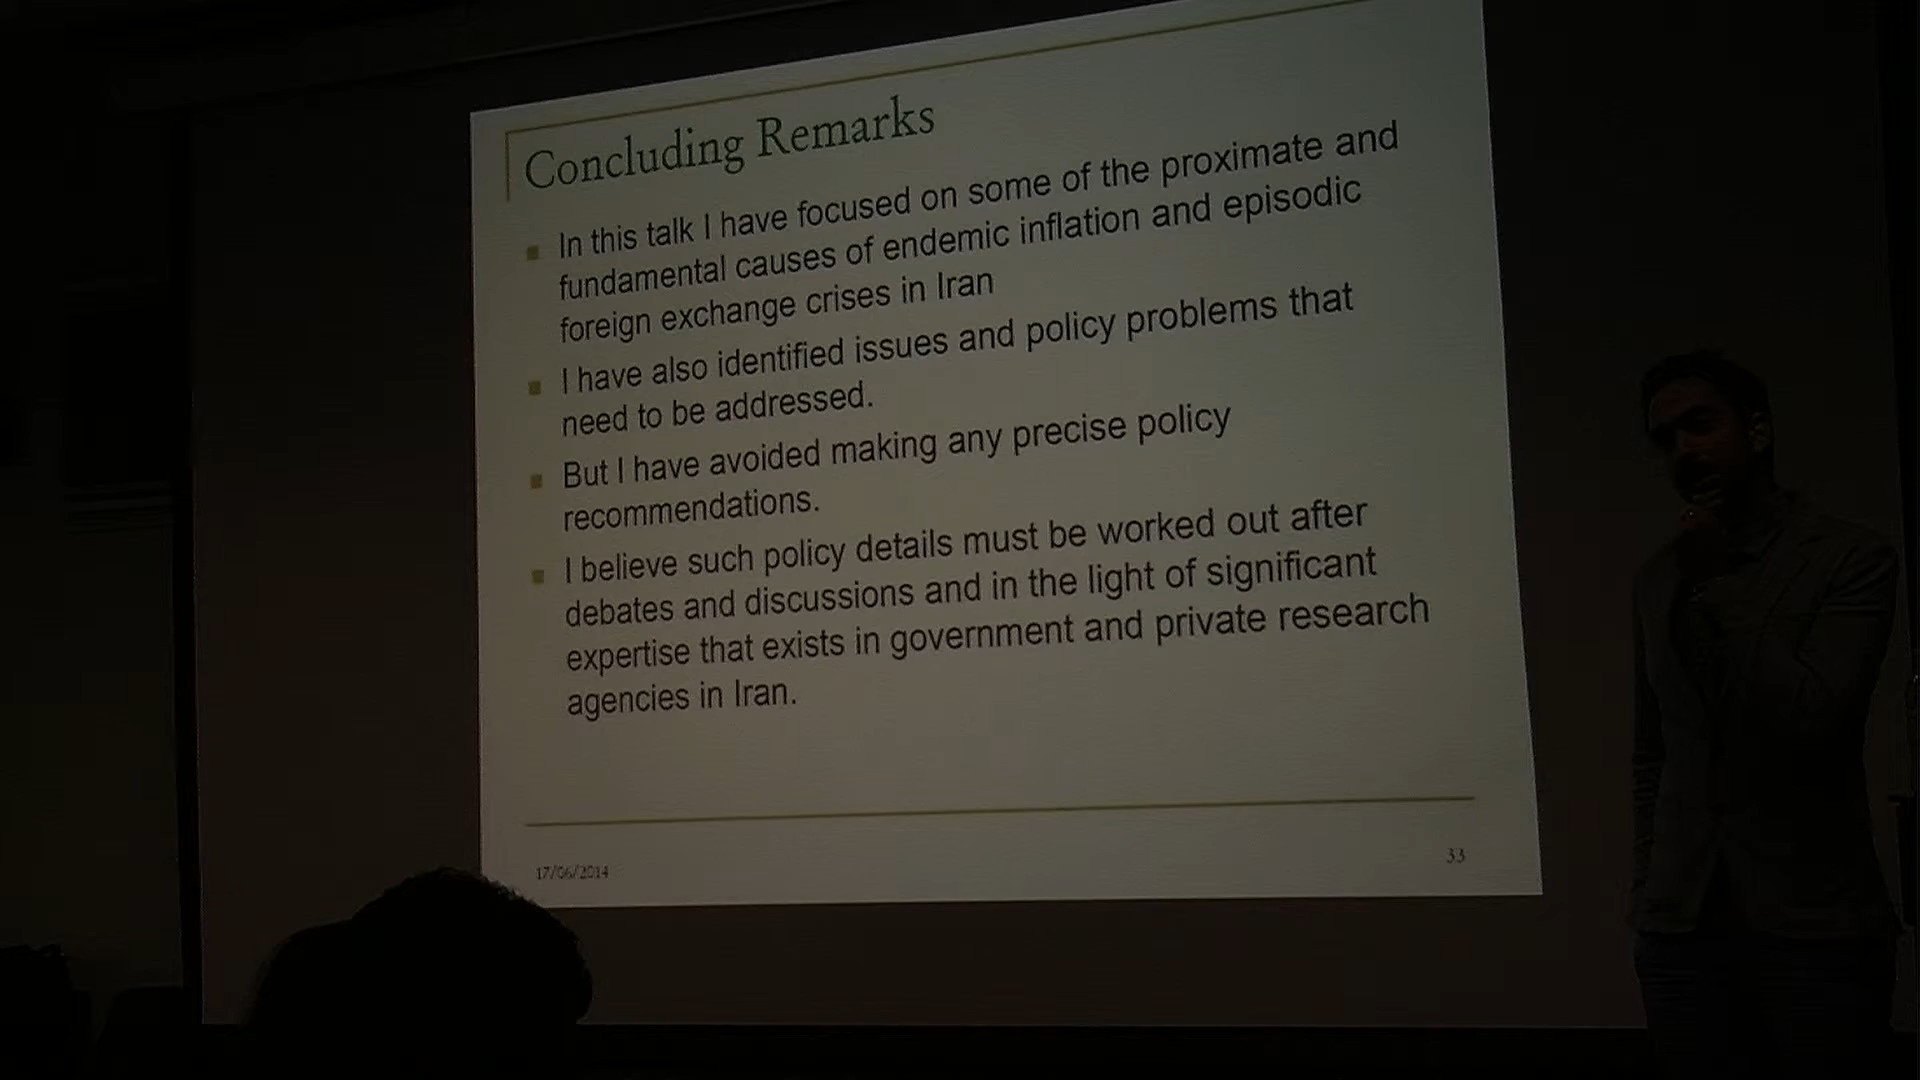 Concluding Remarks
In this talk I have focused on some of the proximate and
fundamental causes of endemic inflation and episodic
foreign exchange crises in Iran
I have also identified issues and policy problems that
need to be addressed.
But I have avoided making any precise policy
recommendations.
I believe such policy details must be worked out after
debates and discussions and in the light of significant
expertise that exists in government and private research
agencies in Iran.
17/06/2014
33